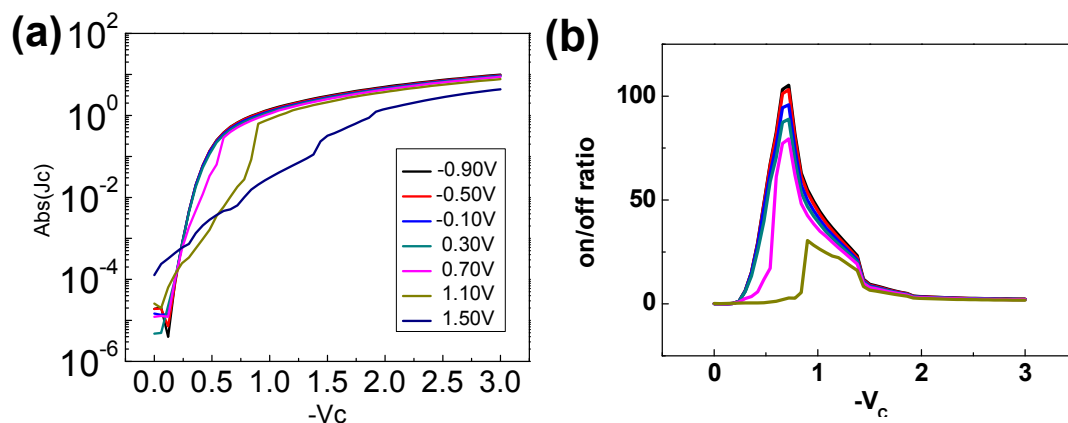 (a)
Abs(Jc)
10^2
10^0
10^-2
10^-4
10^-6
0.0 0.5 1.0 1.5 2.0 2.5 3.0
-Vc
-0.90V
-0.50V
-0.10V
0.30V
0.70V
1.10V
1.50V
(b)
on/off ratio
100
50
0
0 1 2 3
-Vc